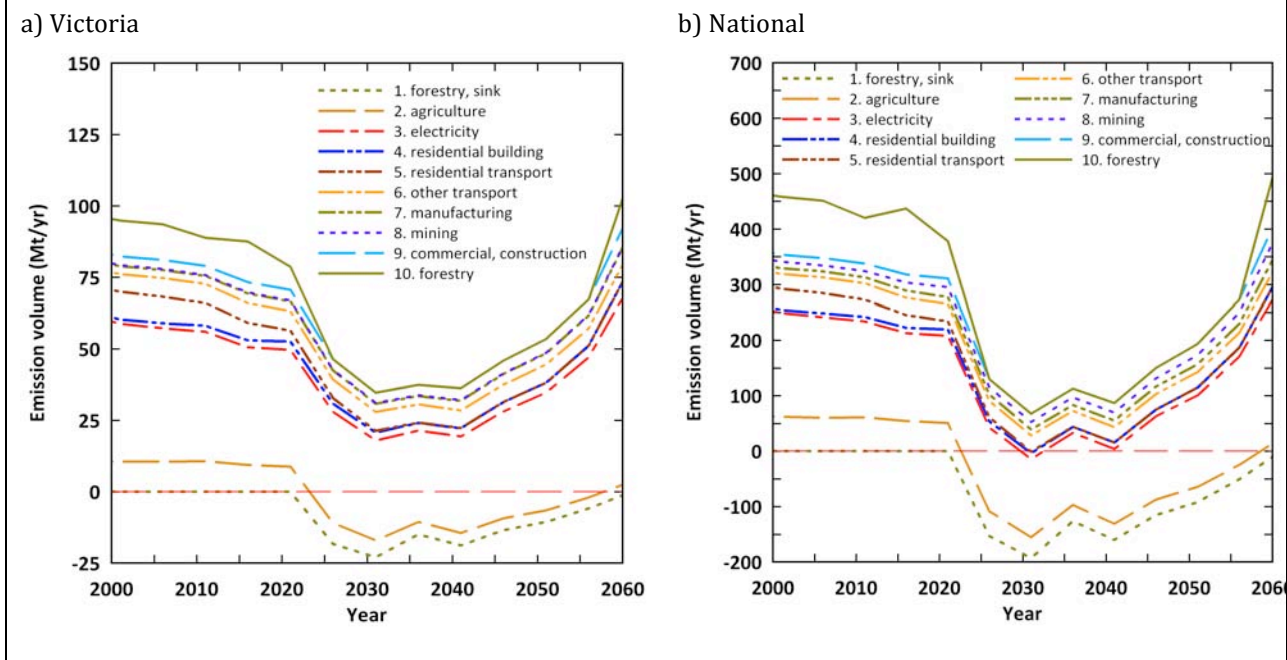 a) Victoria
150
125
100
75
50
25
0
-25
Emission volume (Mt/yr)
1. forestry, sink
2. agriculture
3. electricity
4. residential building
5. residential transport
6. other transport
7. manufacturing
8. mining
9. commercial, construction
10. forestry
2000 2010 2020 2030 2040 2050 2060
Year
b) National
700
600
500
400
300
200
100
0
-100
-200
Emission volume (Mt/yr)
1. forestry, sink
2. agriculture
3. electricity
4. residential building
5. residential transport
6. other transport
7. manufacturing
8. mining
9. commercial, construction
10. forestry
2000 2010 2020 2030 2040 2050 2060
Year